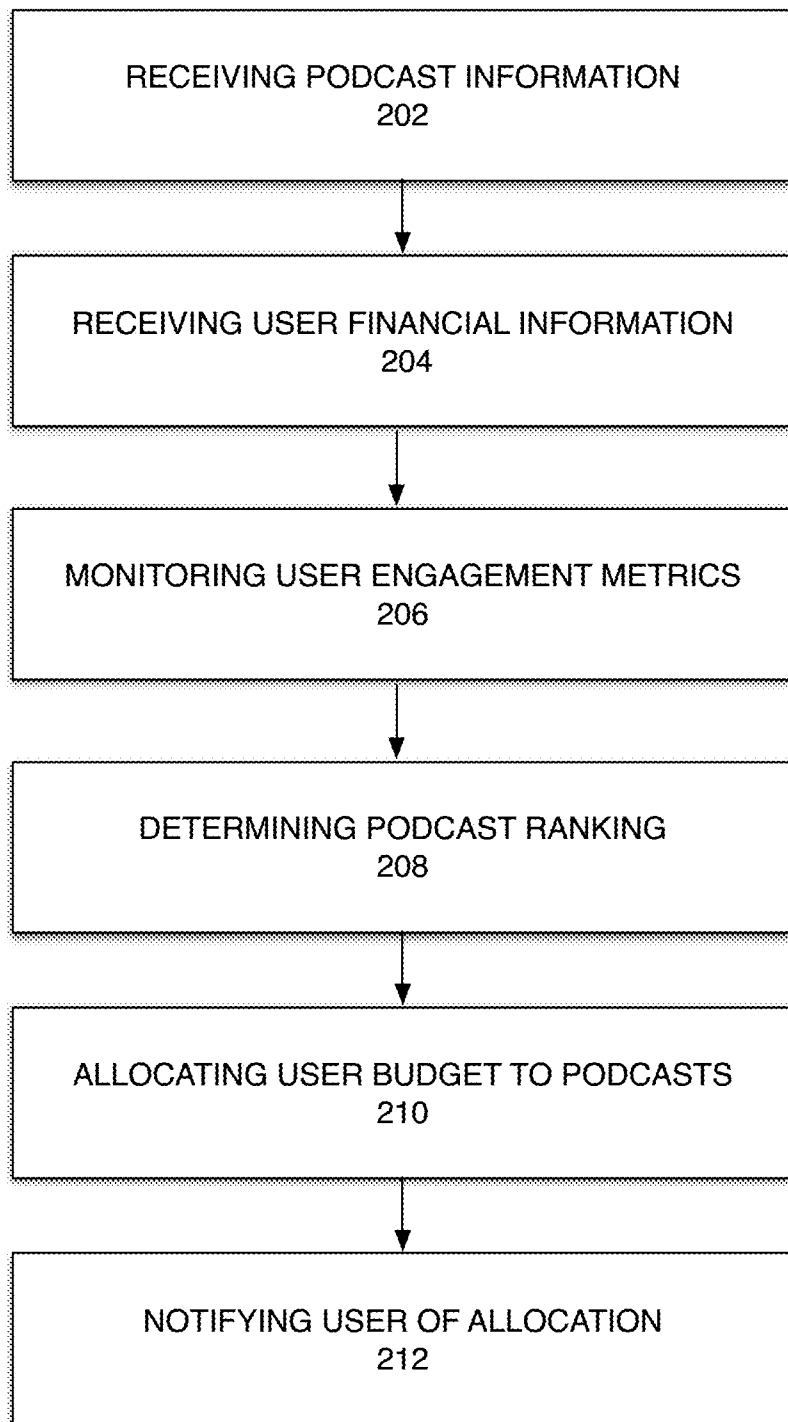 RECEIVING PODCAST INFORMATION
202
RECEIVING USER FINANCIAL INFORMATION
204
MONITORING USER ENGAGEMENT METRICS
206
DETERMINING PODCAST RANKING
208
ALLOCATING USER BUDGET TO PODCASTS
210
NOTIFYING USER OF ALLOCATION
212